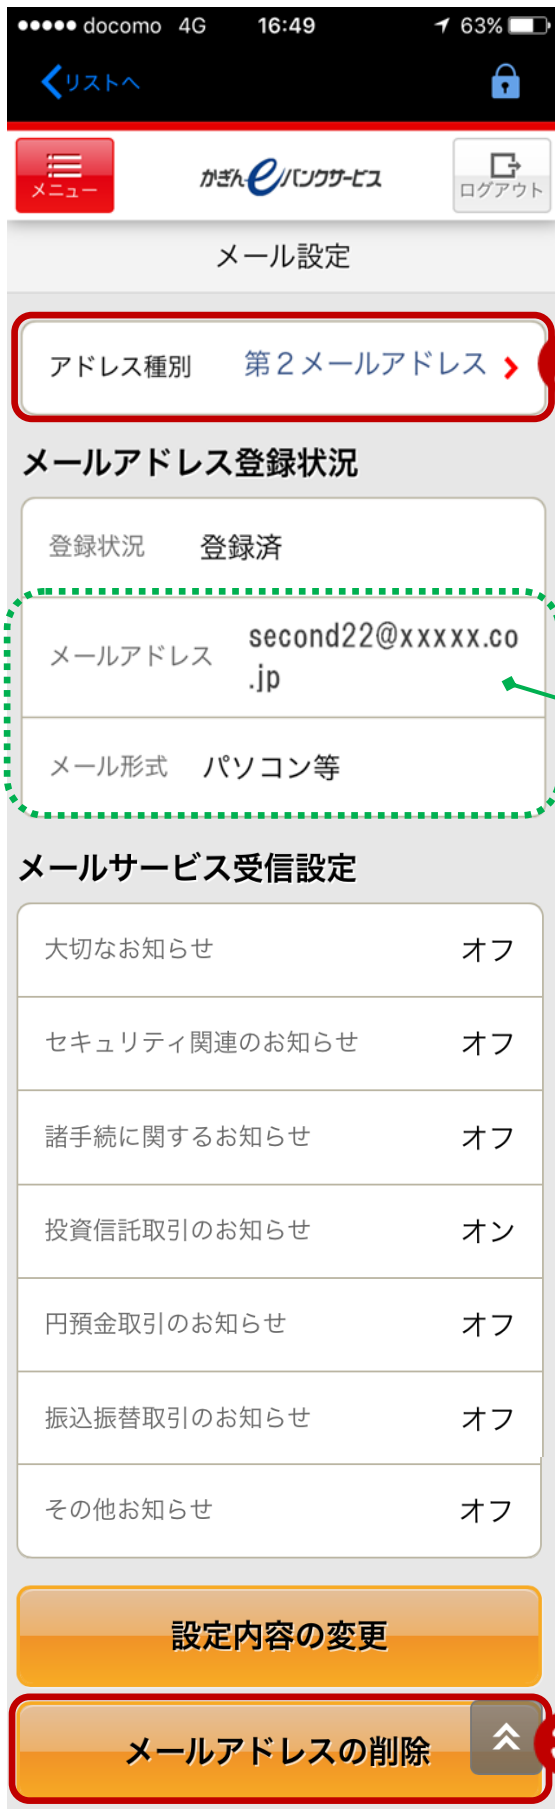 docomo 4G 16:49 63%
リストへ
メニュー
かぎんeバンクサービス
ログアウト
メール設定
アドレス種別 第２メールアドレス
メールアドレス登録状況
登録状況 登録済
メールアドレス second22@xxxxx.co
.jp
メール形式 パソコン等
メールサービス受信設定
大切なお知らせ オフ
セキュリティ関連のお知らせ オフ
諸手続に関するお知らせ オフ
投資信託取引のお知らせ オン
円預金取引のお知らせ オフ
振込振替取引のお知らせ オフ
その他お知らせ オフ
設定内容の変更
メールアドレスの削除